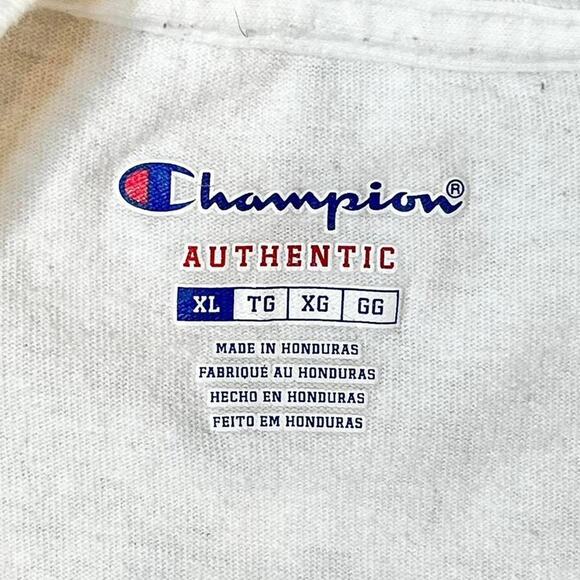 Champion®
AUTHENTIC
XL TG XG GG
MADE IN HONDURAS
FABRIQUÉ AU HONDURAS
HECHO EN HONDURAS
FEITO EM HONDURAS